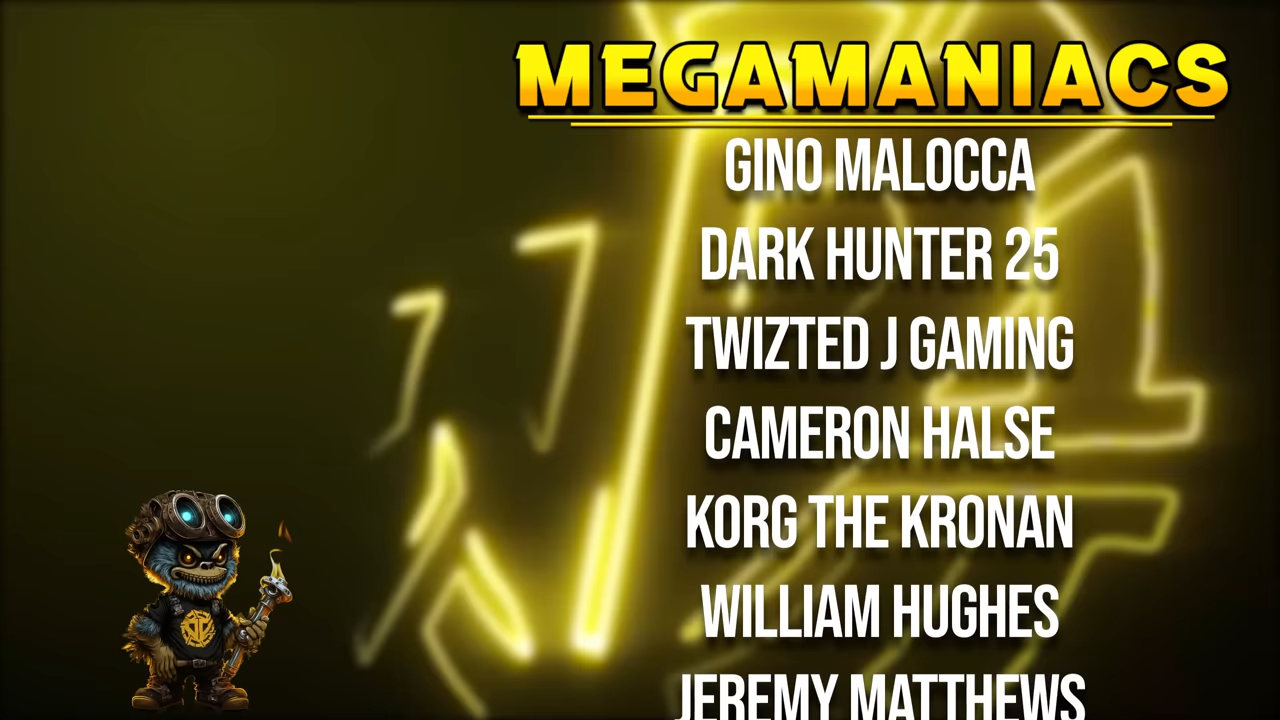 MEGAMANIACS
GINO MALOCCA
DARK HUNTER 25
TWIZTED J GAMING
CAMERON HALSE
KORG THE KRONAN
WILLIAM HUGHES
JEREMY MATTHEWS